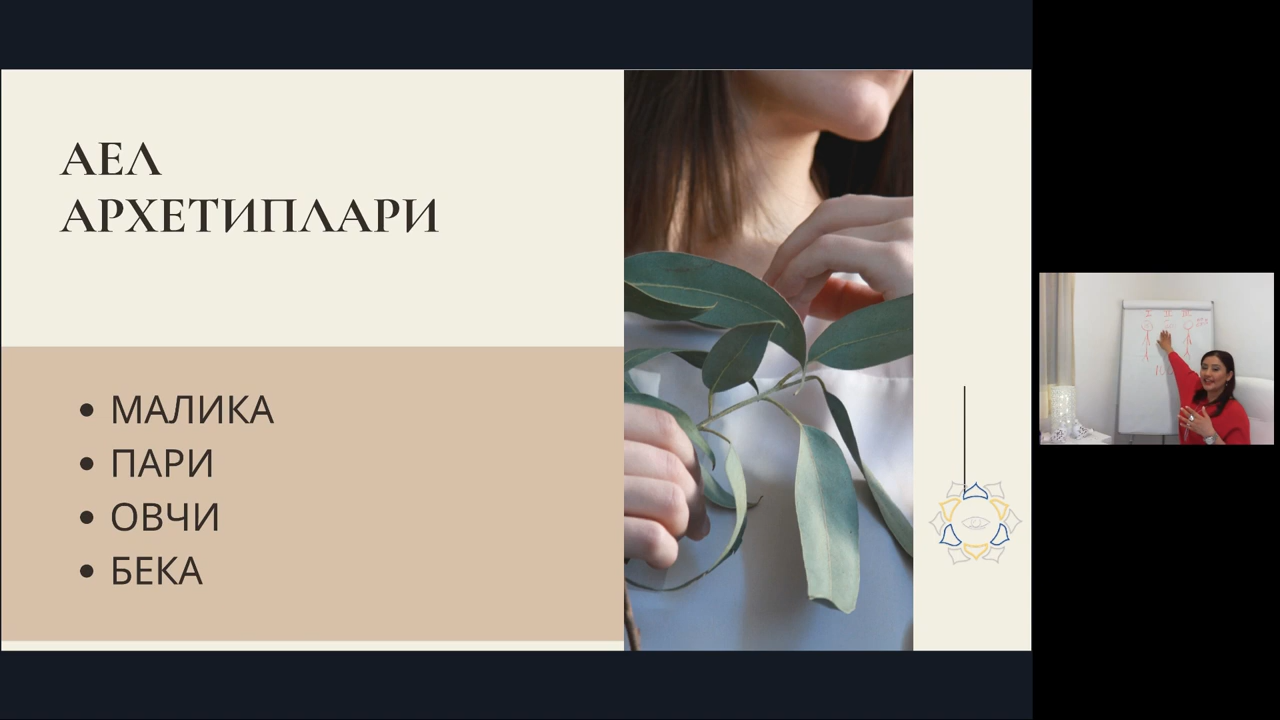 АЕЛ
АРХЕТИПЛАРИ
• МАЛИКА
• ПАРИ
• ОВЧИ
• БЕКА